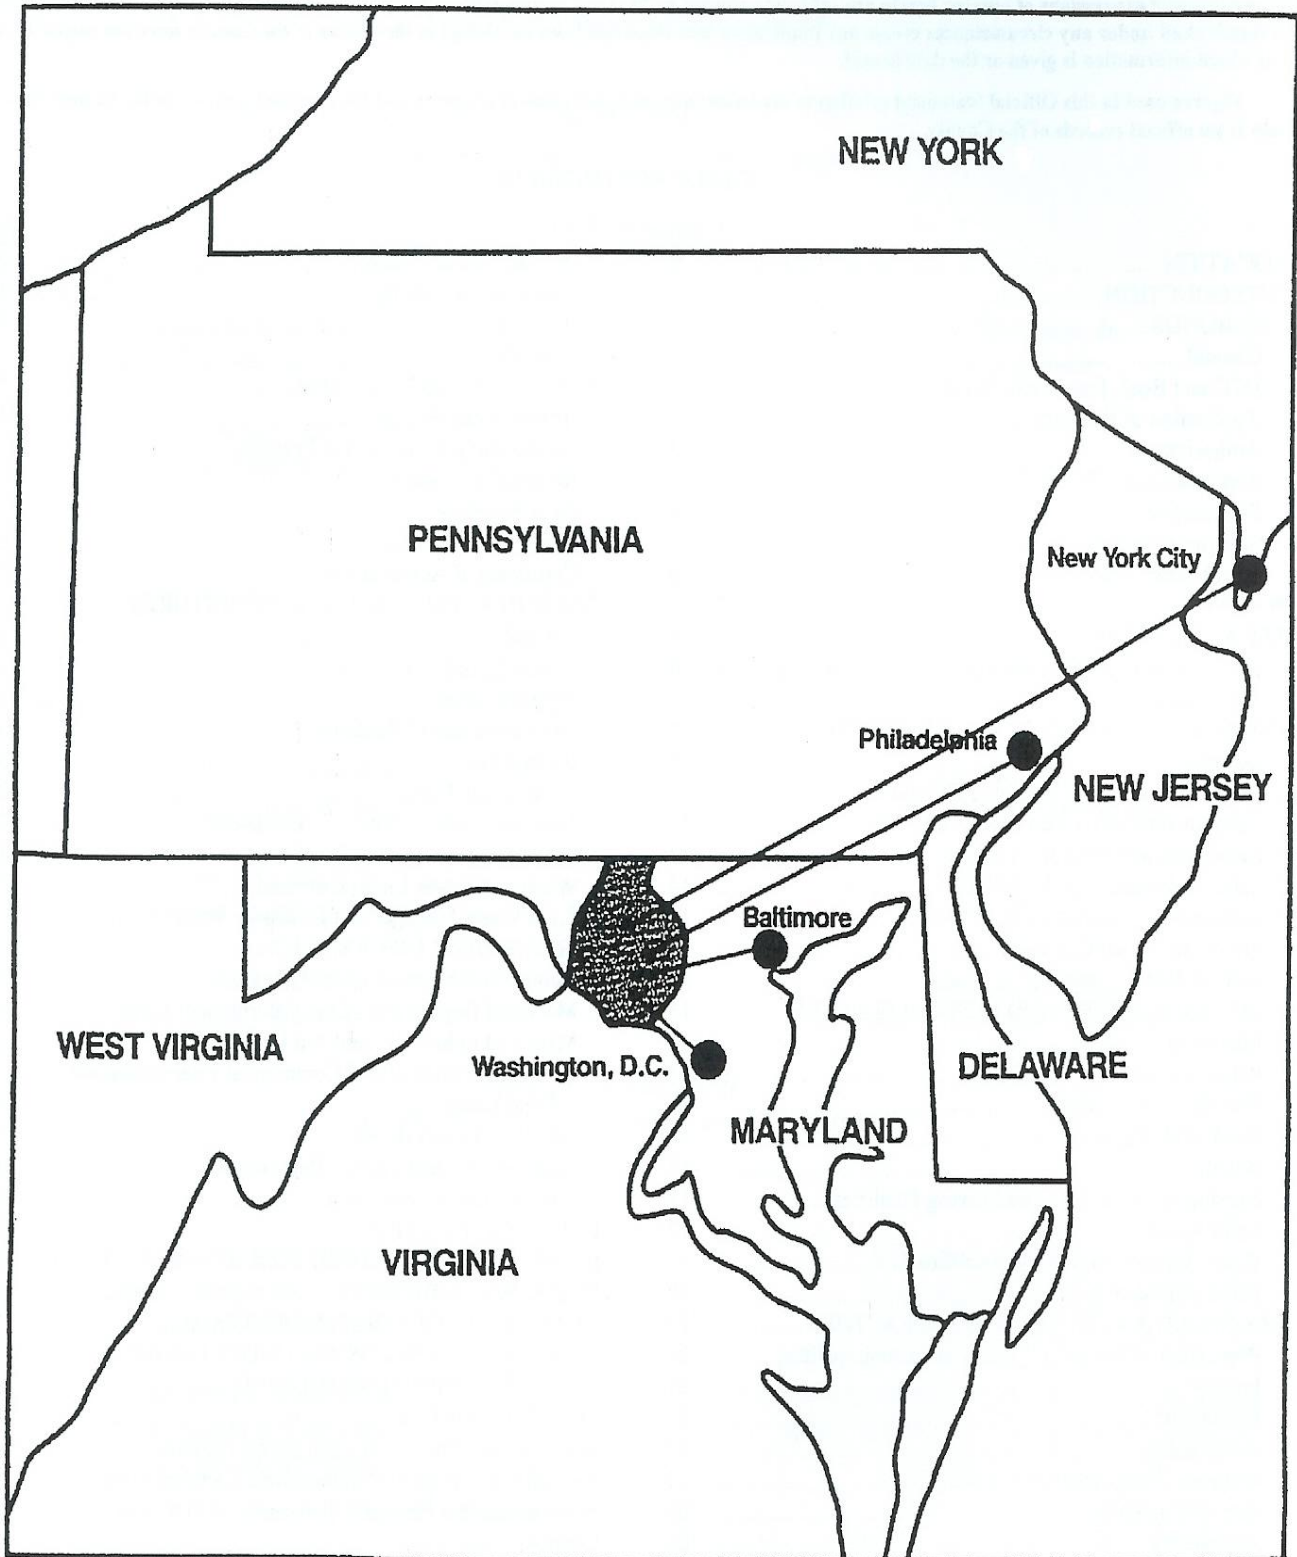 NEW YORK
PENNSYLVANIA
New York City
Philadelphia
NEW JERSEY
Baltimore
WEST VIRGINIA
Washington, D.C.
DELAWARE
MARYLAND
VIRGINIA